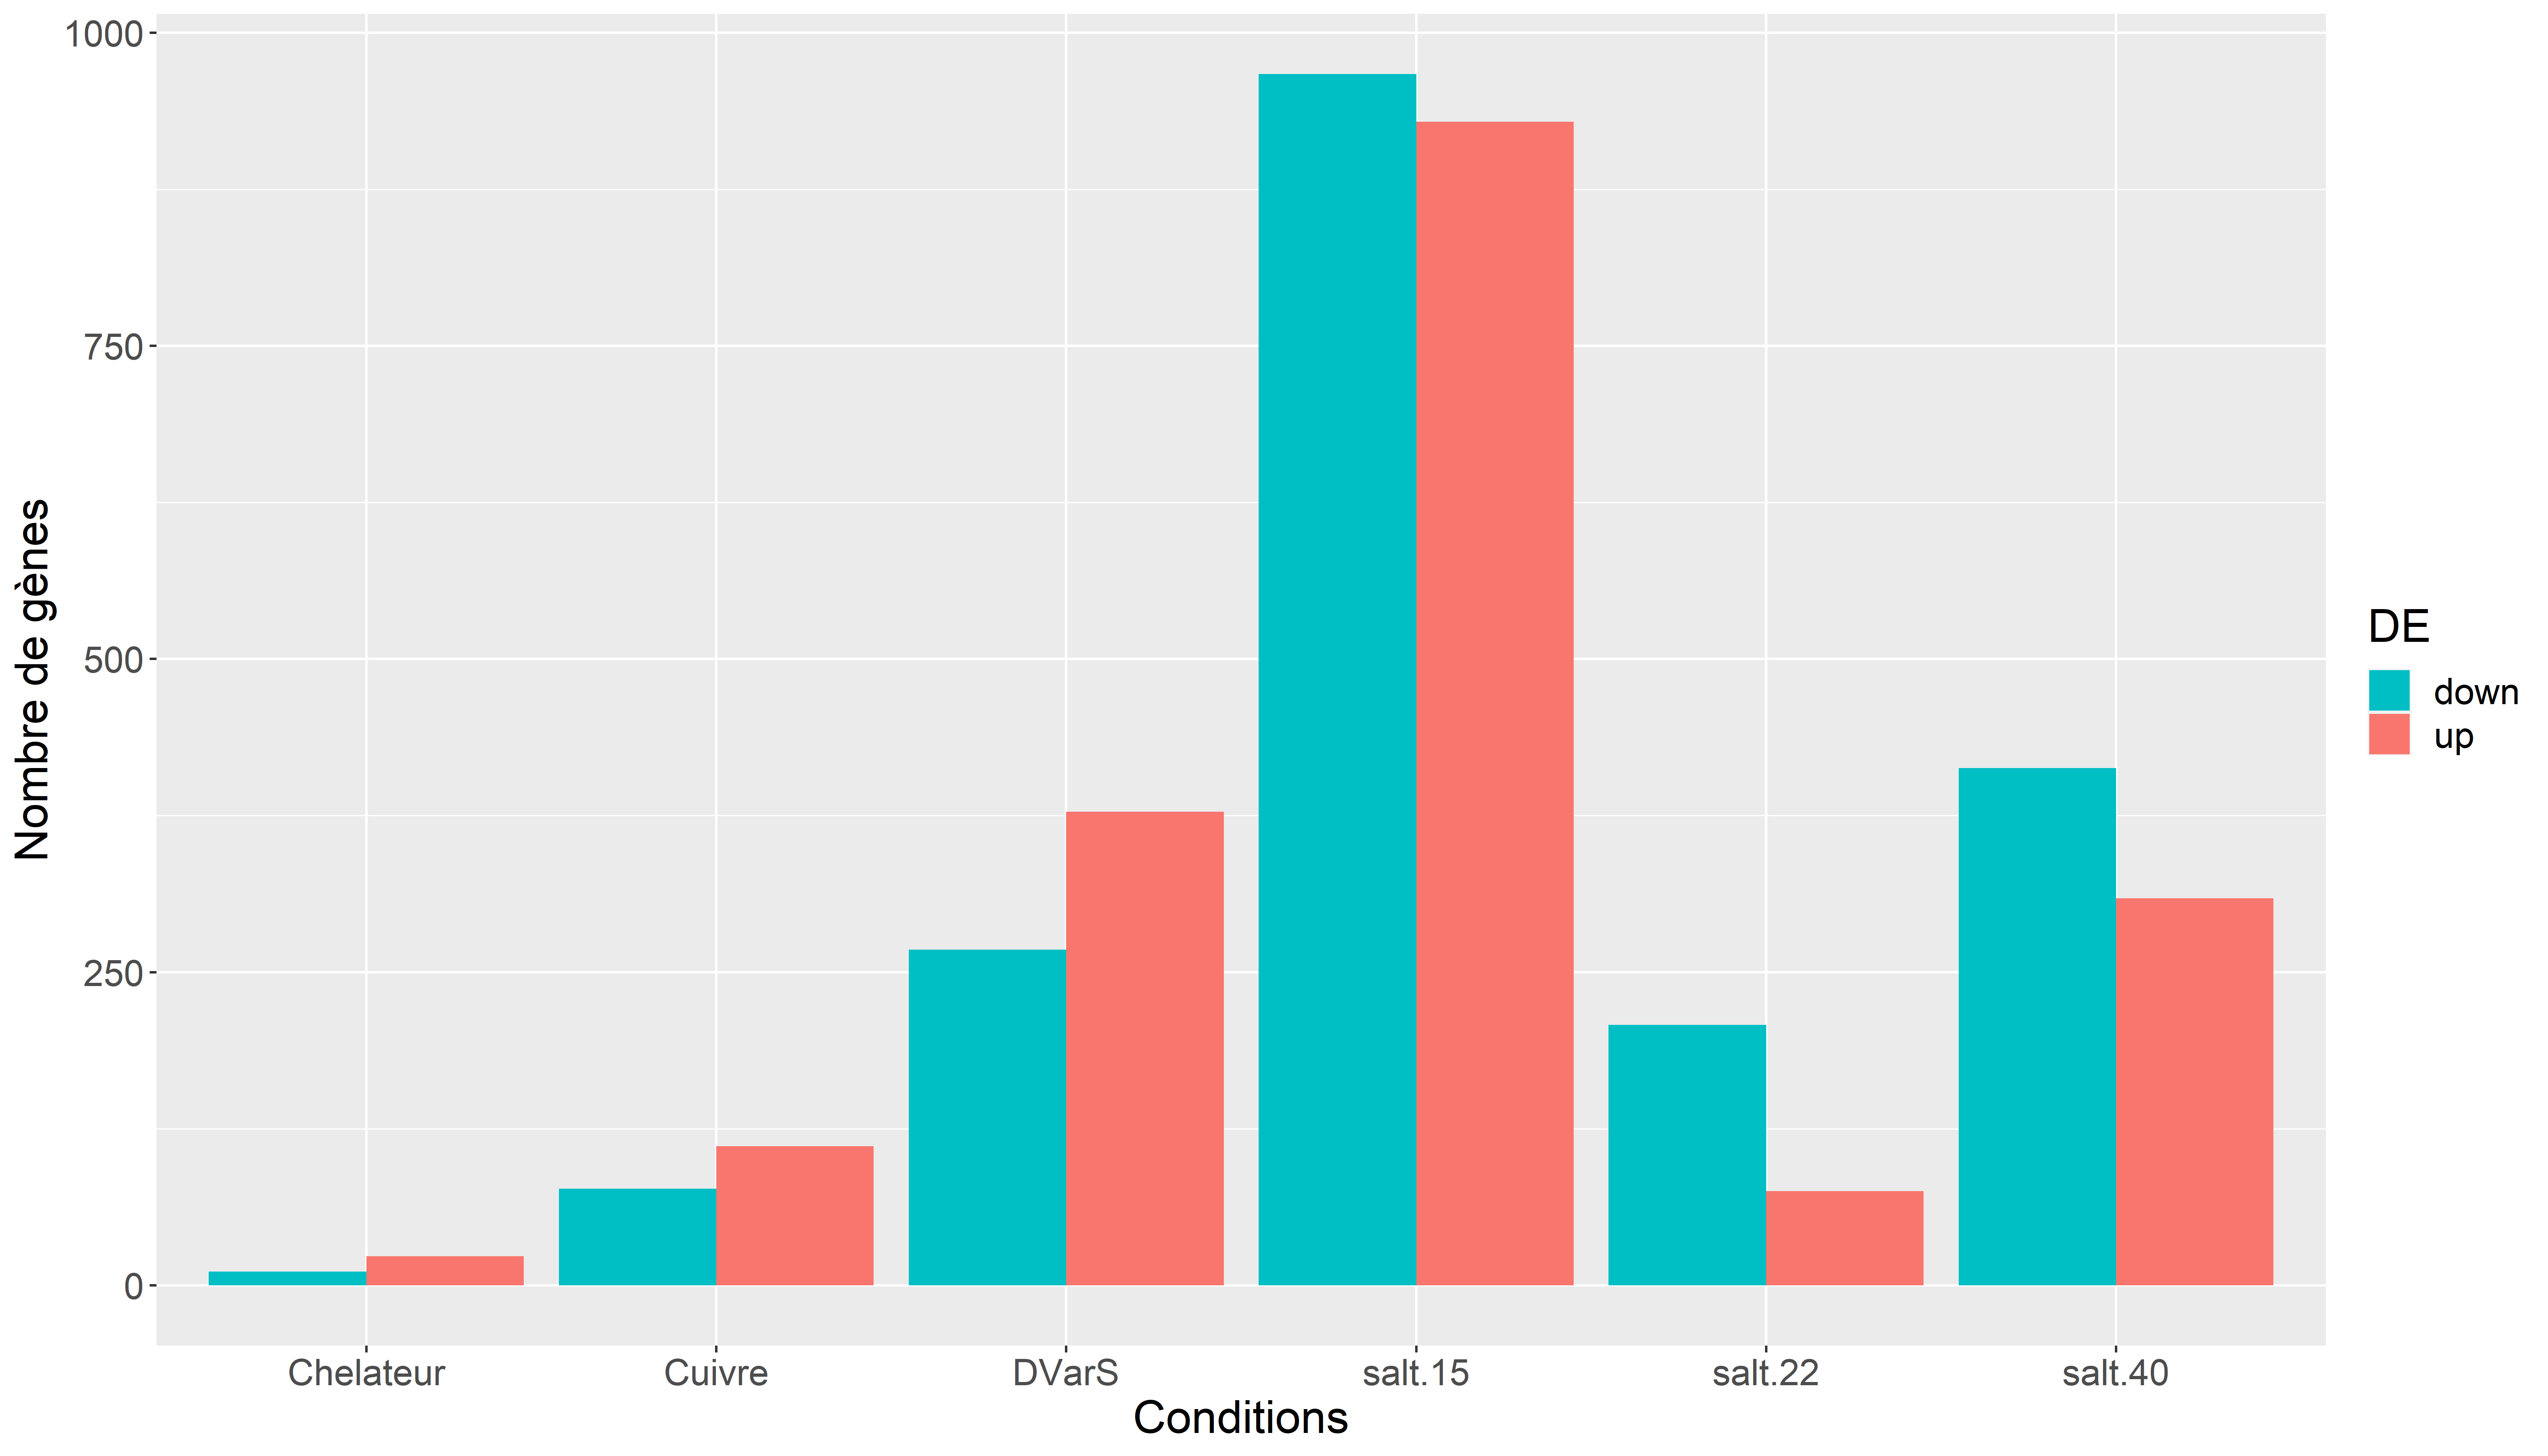 Nombre de gènes
1000
750
500
250
0
Chelateur
Cuivre
DVarS
salt.15
salt.22
salt.40
Conditions
DE
down
up